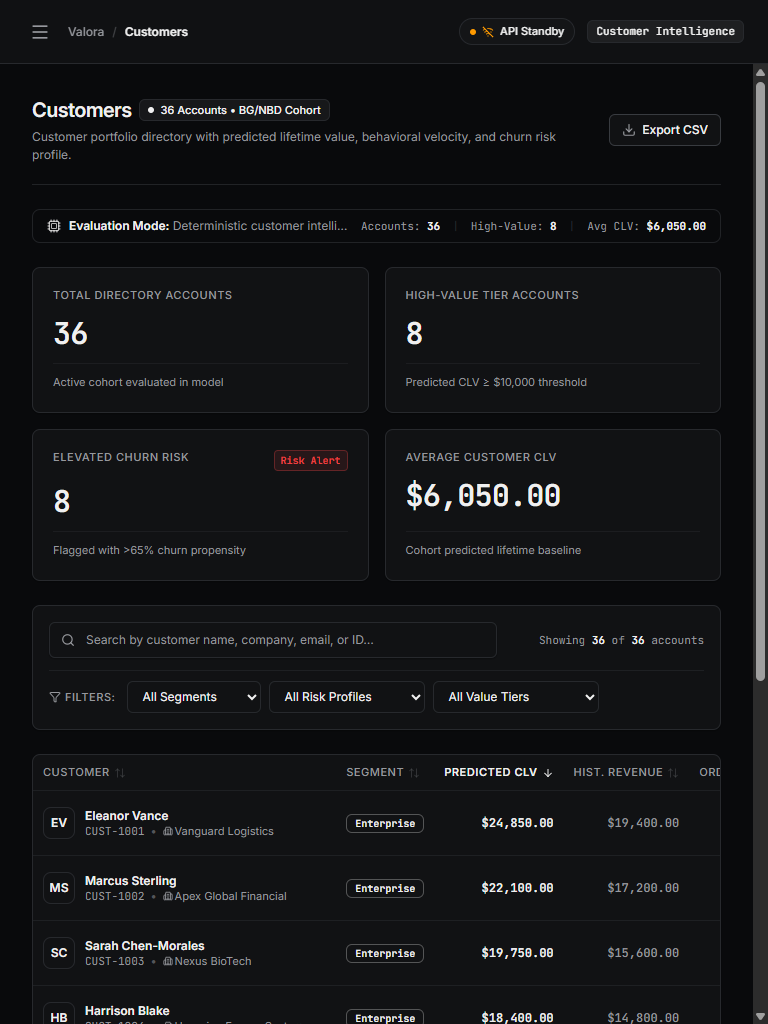 Valora / Customers
API Standby
Customer Intelligence
Customers
36 Accounts • BG/NBD Cohort
Customer portfolio directory with predicted lifetime value, behavioral velocity, and churn risk
profile.
Export CSV
Evaluation Mode: Deterministic customer intelli... Accounts: 36 | High-Value: 8 | Avg CLV: $6,050.00
TOTAL DIRECTORY ACCOUNTS
36
Active cohort evaluated in model
HIGH-VALUE TIER ACCOUNTS
8
Predicted CLV ≥ $10,000 threshold
ELEVATED CHURN RISK
Risk Alert
8
Flagged with >65% churn propensity
AVERAGE CUSTOMER CLV
$6,050.00
Cohort predicted lifetime baseline
Search by customer name, company, email, or ID...
Showing 36 of 36 accounts
FILTERS: All Segments All Risk Profiles All Value Tiers
CUSTOMER ↑↓ SEGMENT ↑↓ PREDICTED CLV ↓ HIST. REVENUE ↑↓ ORD
EV Eleanor Vance
CUST-1001 • Vanguard Logistics
Enterprise $24,850.00 $19,400.00
MS Marcus Sterling
CUST-1002 • Apex Global Financial
Enterprise $22,100.00 $17,200.00
SC Sarah Chen-Morales
CUST-1003 • Nexus BioTech
Enterprise $19,750.00 $15,600.00
HB Harrison Blake
Enterprise $18,400.00 $14,800.00